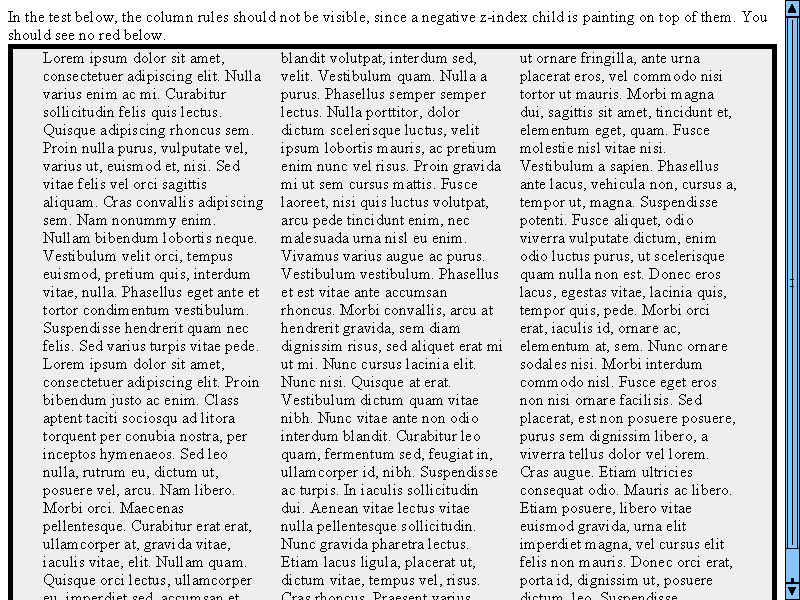 In the test below, the column rules should not be visible, since a negative z-index child is painting on top of them. You
should see no red below.
Lorem ipsum dolor sit amet,
consectetuer adipiscing elit. Nulla
varius enim ac mi. Curabitur
sollicitudin felis quis lectus.
Quisque adipiscing rhoncus sem.
Proin nulla purus, vulputate vel,
varius ut, euismod et, nisi. Sed
vitae felis vel orci sagittis
aliquam. Cras convallis adipiscing
sem. Nam nonummy enim.
Nullam bibendum lobortis neque.
Vestibulum velit orci, tempus
euismod, pretium quis, interdum
vitae, nulla. Phasellus eget ante et
tortor condimentum vestibulum.
Suspendisse hendrerit quam nec
felis. Sed varius turpis vitae pede.
Lorem ipsum dolor sit amet,
consectetuer adipiscing elit. Proin
bibendum justo ac enim. Class
aptent taciti sociosqu ad litora
torquent per conubia nostra, per
inceptos hymenaeos. Sed leo
nulla, rutrum eu, dictum ut,
posuere vel, arcu. Nam libero.
Morbi orci. Maecenas
pellentesque. Curabitur erat erat,
ullamcorper at, gravida vitae,
iaculis vitae, elit. Nullam quam.
Quisque orci lectus, ullamcorper
eu, imperdiet sed, accumsan et
blandit volutpat, interdum sed,
velit. Vestibulum quam. Nulla a
purus. Phasellus semper semper
lectus. Nulla porttitor, dolor
dictum scelerisque luctus, velit
ipsum lobortis mauris, ac pretium
enim nunc vel risus. Proin gravida
mi ut sem cursus mattis. Fusce
laoreet, nisi quis luctus volutpat,
arcu pede tincidunt enim, nec
malesuada urna nisl eu enim.
Vivamus varius augue ac purus.
Vestibulum vestibulum. Phasellus
et est vitae ante accumsan
rhoncus. Morbi convallis, arcu at
hendrerit gravida, sem diam
dignissim risus, sed aliquet erat mi
ut mi. Nunc cursus lacinia elit.
Nunc nisi. Quisque at erat.
Vestibulum dictum quam vitae
nibh. Nunc vitae ante non odio
interdum blandit. Curabitur leo
quam, fermentum sed, feugiat in,
ullamcorper id, nibh. Suspendisse
ac turpis. In iaculis sollicitudin
dui. Aenean vitae lectus vitae
nulla pellentesque sollicitudin.
Nunc gravida pharetra lectus.
Etiam lacus ligula, placerat ut,
dictum vitae, tempus vel, risus.
Cras rhoncus. Praesent varius
ut ornare fringilla, ante urna
placerat eros, vel commodo nisi
tortor ut mauris. Morbi magna
dui, sagittis sit amet, tincidunt et,
elementum eget, quam. Fusce
molestie nisl vitae nisi.
Vestibulum a sapien. Phasellus
ante lacus, vehicula non, cursus a,
tempor ut, magna. Suspendisse
potenti. Fusce aliquet, odio
viverra vulputate dictum, enim
odio luctus purus, ut scelerisque
quam nulla non est. Donec eros
lacus, egestas vitae, lacinia quis,
tempor quis, pede. Morbi orci
erat, iaculis id, ornare ac,
elementum at, sem. Nunc ornare
sodales nisi. Morbi interdum
commodo nisl. Fusce eget eros
non nisi ornare facilisis. Sed
placerat, est non posuere posuere,
purus sem dignissim libero, a
viverra tellus dolor vel lorem.
Cras augue. Etiam ultricies
consequat odio. Mauris ac libero.
Etiam posuere, libero vitae
euismod gravida, urna elit
imperdiet magna, vel cursus elit
felis non mauris. Donec orci erat,
porta id, dignissim ut, posuere
dictum, leo. Suspendisse